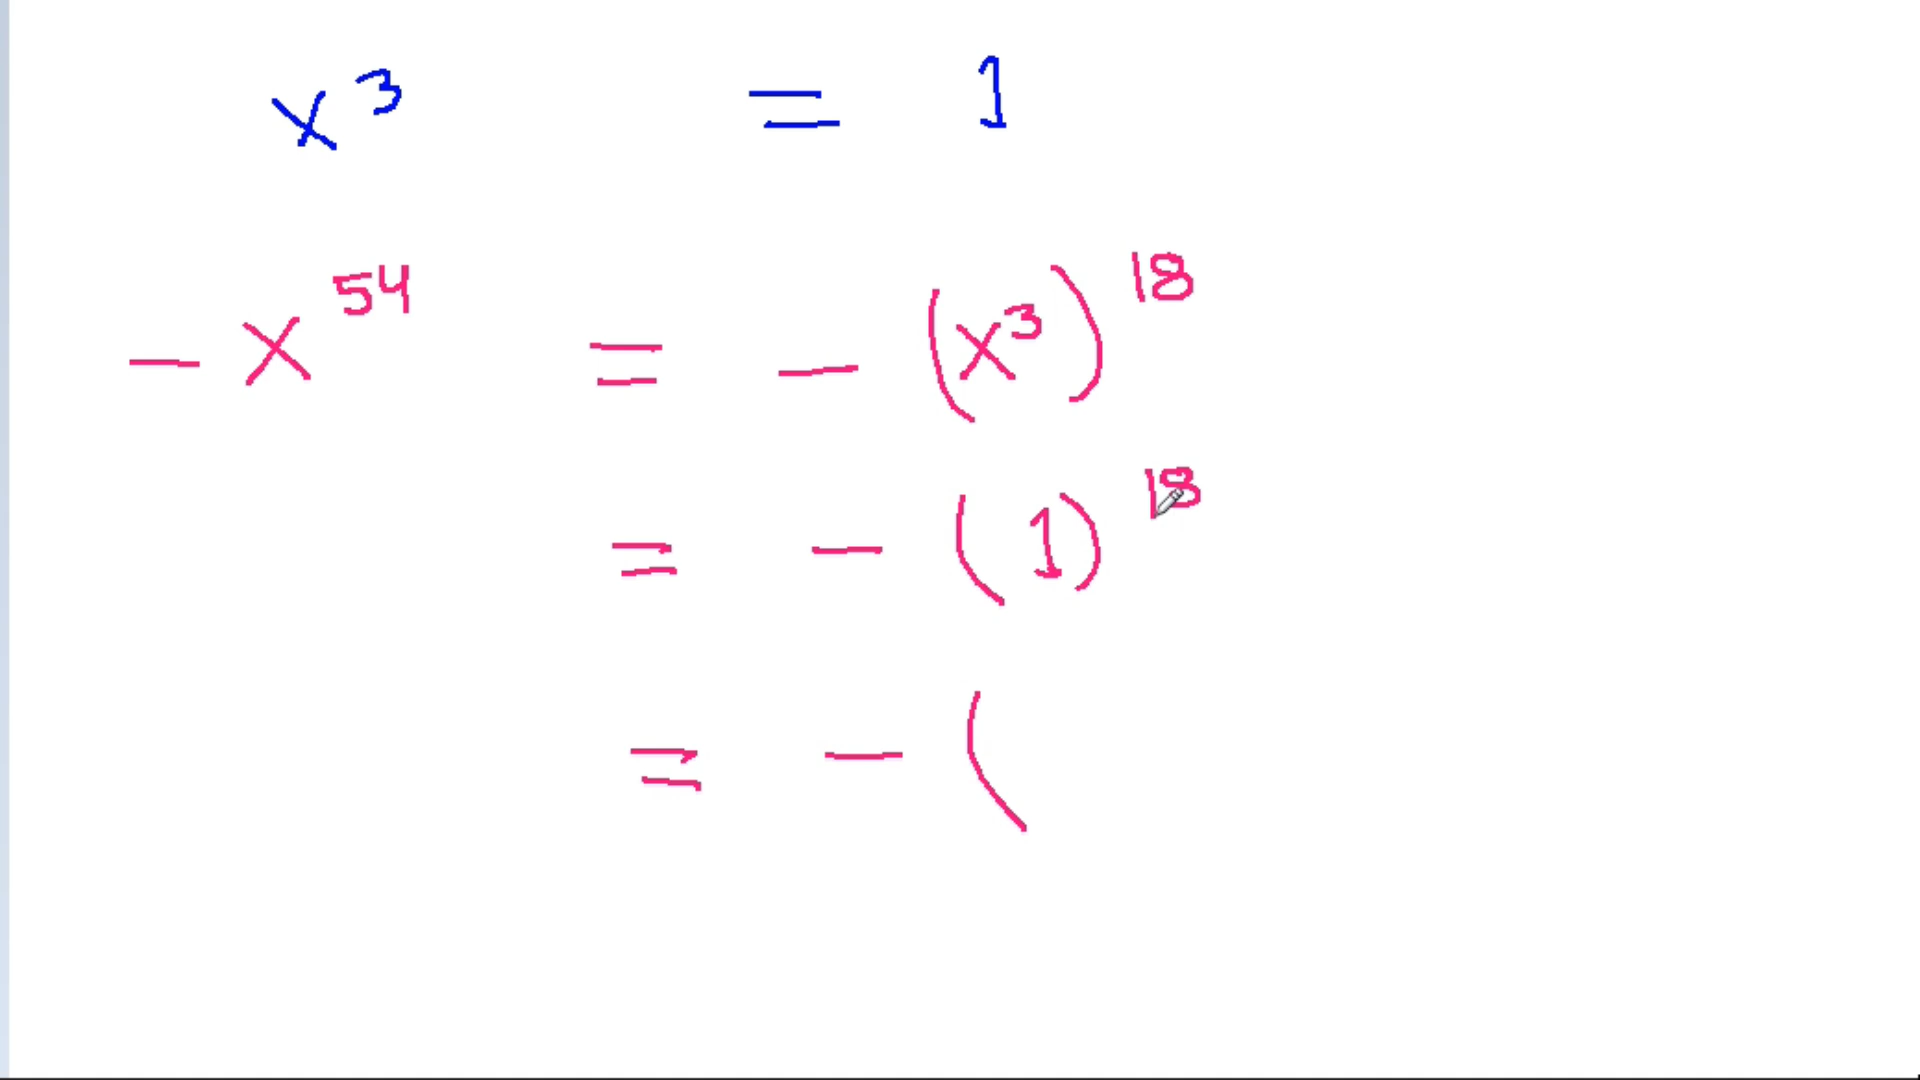 x³ = 1
- x⁵⁴ = - (x³)¹⁸
= - (1)¹⁸
= - (